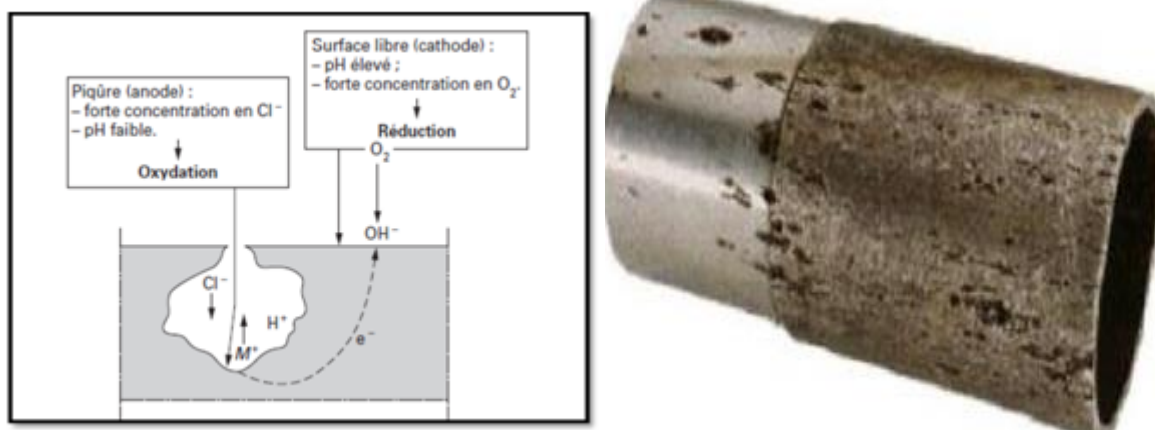 Piqûre (anode) :
– forte concentration en Cl⁻
– pH faible.
Oxydation
Surface libre (cathode) :
– pH élevé ;
– forte concentration en O₂.
Réduction
O₂
OH⁻
Cl⁻
H⁺
M⁺
e⁻